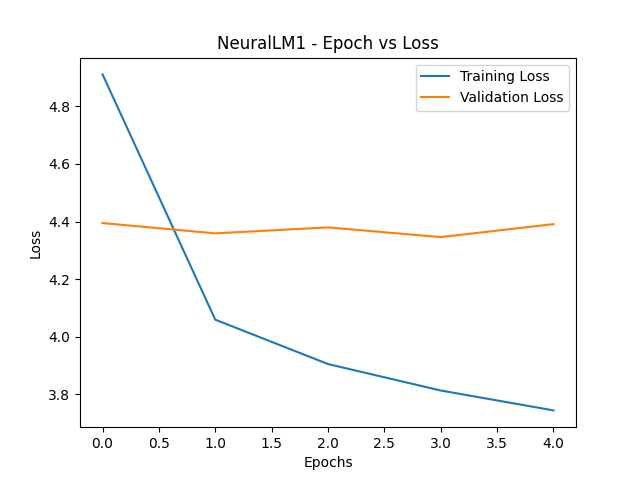 NeuralLM1 - Epoch vs Loss
Training Loss
Validation Loss
4.8
4.6
4.4
4.2
4.0
3.8
Loss
0.0 0.5 1.0 1.5 2.0 2.5 3.0 3.5 4.0
Epochs